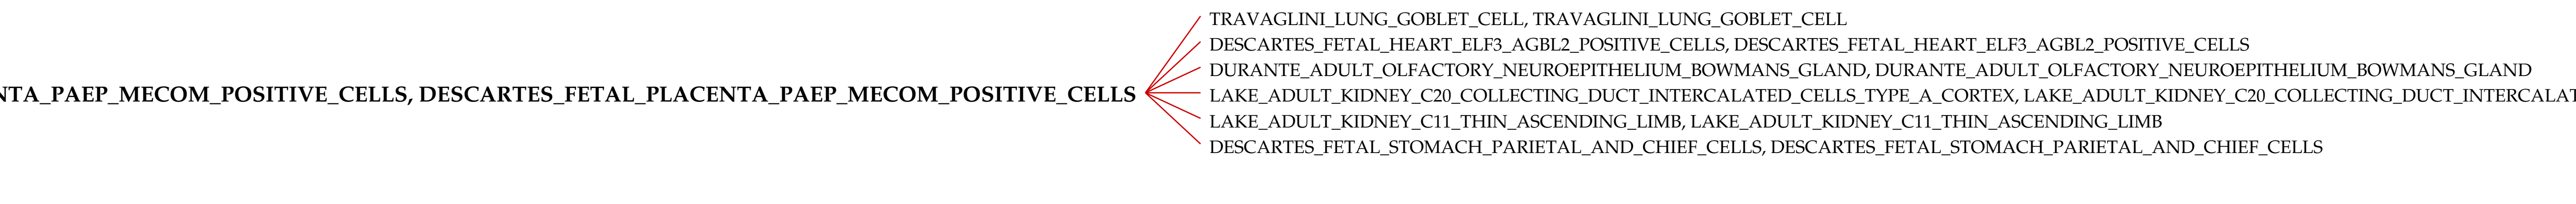 TRAVAGLINI_LUNG_GOBLET_CELL, TRAVAGLINI_LUNG_GOBLET_CELL
DESCARTES_FETAL_HEART_ELF3_AGBL2_POSITIVE_CELLS, DESCARTES_FETAL_HEART_ELF3_AGBL2_POSITIVE_CELLS
DURANTE_ADULT_OLFACTORY_NEUROEPITHELIUM_BOWMANS_GLAND, DURANTE_ADULT_OLFACTORY_NEUROEPITHELIUM_BOWMANS_GLAND
NTA_PAEP_MECOM_POSITIVE_CELLS, DESCARTES_FETAL_PLACENTA_PAEP_MECOM_POSITIVE_CELLS
LAKE_ADULT_KIDNEY_C20_COLLECTING_DUCT_INTERCALATED_CELLS_TYPE_A_CORTEX, LAKE_ADULT_KIDNEY_C20_COLLECTING_DUCT_INTERCALAT
LAKE_ADULT_KIDNEY_C11_THIN_ASCENDING_LIMB, LAKE_ADULT_KIDNEY_C11_THIN_ASCENDING_LIMB
DESCARTES_FETAL_STOMACH_PARIETAL_AND_CHIEF_CELLS, DESCARTES_FETAL_STOMACH_PARIETAL_AND_CHIEF_CELLS